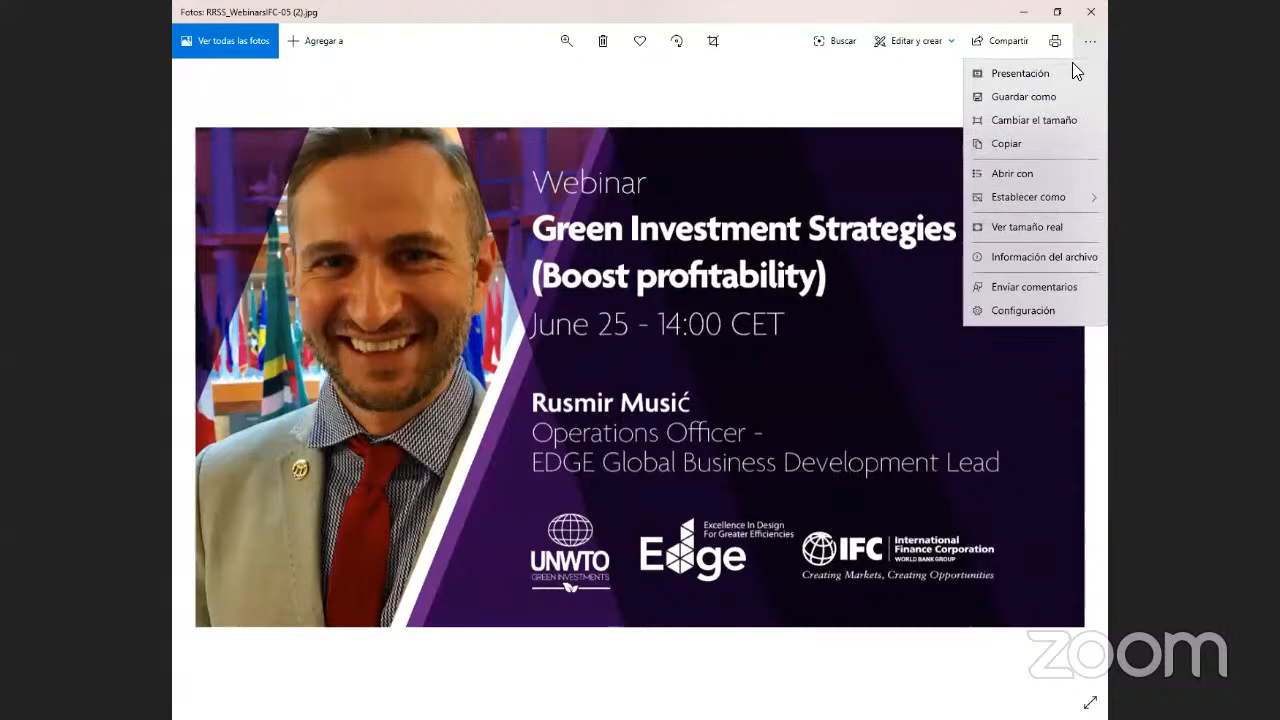 Fotos: RRSS_WebinarsIFC-05 (2).jpg
Ver todas las fotos
Agregar a
Buscar
Editar y crear
Compartir
Presentación
Guardar como
Cambiar el tamaño
Copiar
Abrir con
Establecer como
Ver tamaño real
Información del archivo
Enviar comentarios
Configuración
Webinar
Green Investment Strategies
(Boost profitability)
June 25 - 14:00 CET
Rusmir Musić
Operations Officer -
EDGE Global Business Development Lead
UNWTO
GREEN INVESTMENTS
Edge
Excellence In Design
For Greater Efficiencies
IFC
International
Finance Corporation
WORLD BANK GROUP
Creating Markets, Creating Opportunities
zoom